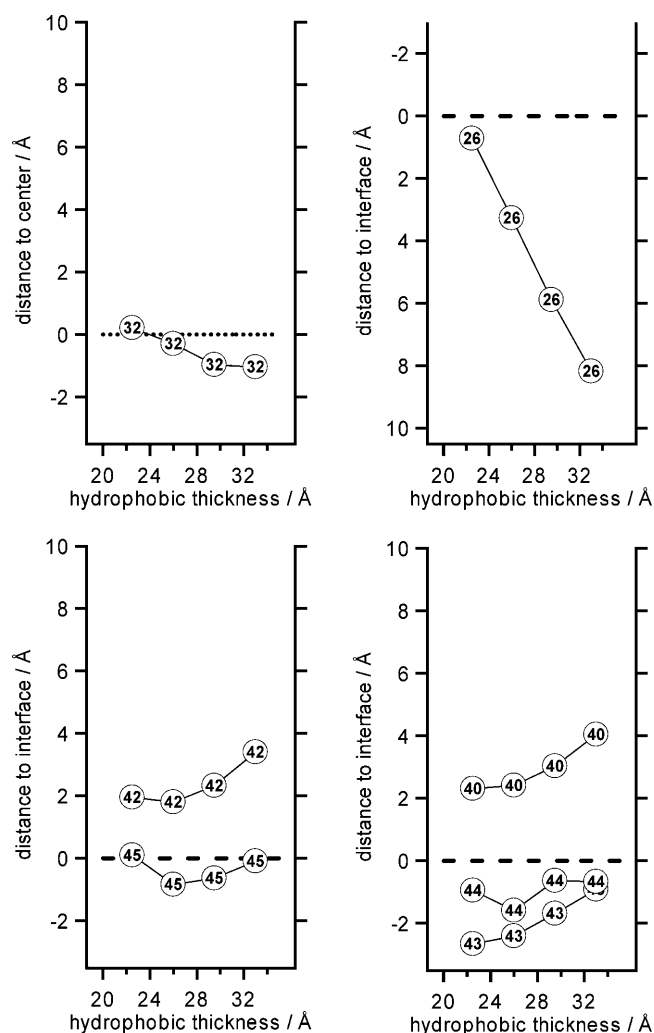 10
8
6
4
2
0
-2
distance to center / Å
32 32 32 32
20 24 28 32
hydrophobic thickness / Å
-2
0
2
4
6
8
10
distance to interface / Å
26
26
26
26
20 24 28 32
hydrophobic thickness / Å
10
8
6
4
2
0
-2
distance to interface / Å
42 42 42 42
45 45 45 45
20 24 28 32
hydrophobic thickness / Å
10
8
6
4
2
0
-2
distance to interface / Å
40 40 40 40
44 44 44 44
43 43 43
20 24 28 32
hydrophobic thickness / Å